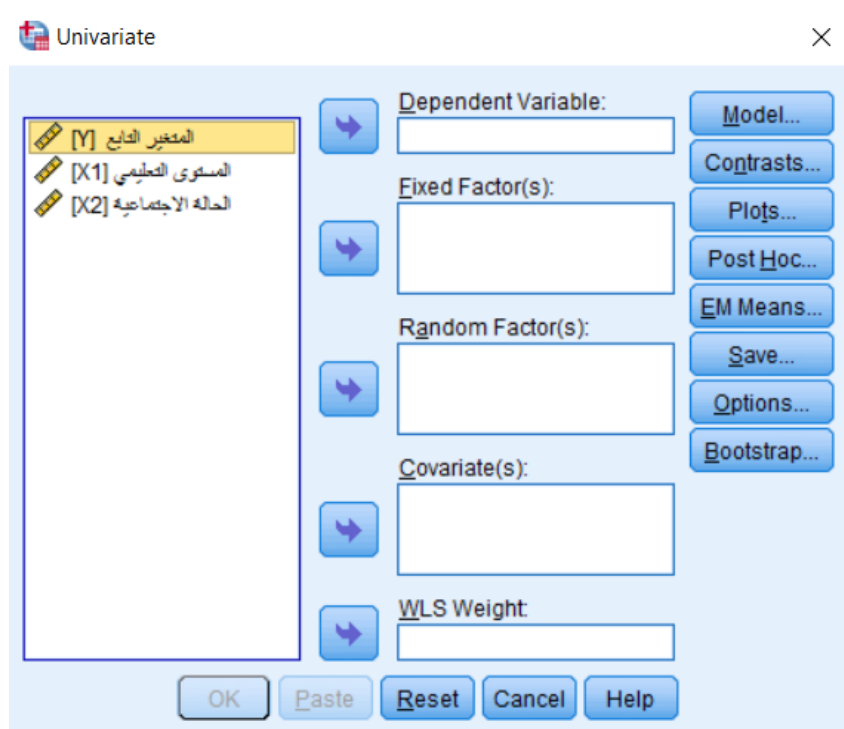 Univariate
المتغير التابع [Y]
المستوى التعليمي [X1]
الحالة الاجتماعية [X2]
Dependent Variable:
Fixed Factor(s):
Random Factor(s):
Covariate(s):
WLS Weight:
Model...
Contrasts...
Plots...
Post Hoc...
EM Means...
Save...
Options...
Bootstrap...
OK Paste Reset Cancel Help